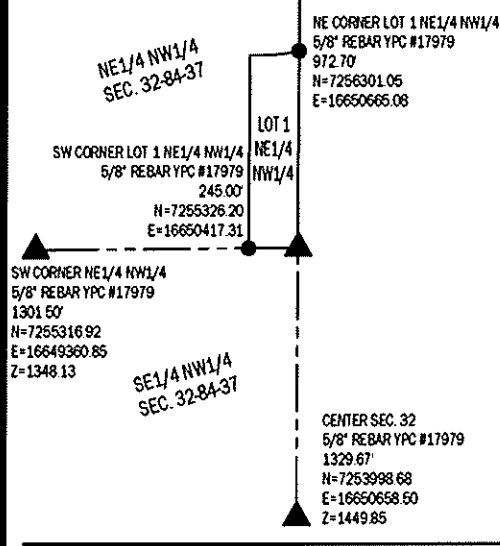 NE CORNER LOT 1 NE1/4 NW1/4
5/8" REBAR YPC #17979
972.70'
N=7256301.05
E=16650665.08
NE1/4 NW1/4
SEC. 32-84-37
LOT 1
NE1/4
NW1/4
SW CORNER LOT 1 NE1/4 NW1/4
5/8" REBAR YPC #17979
245.00'
N=7255326.20
E=16650417.31
SW CORNER NE1/4 NW1/4
5/8" REBAR YPC #17979
1301.50'
N=7255316.92
E=16649360.85
Z=1348.13
SE1/4 NW1/4
SEC. 32-84-37
CENTER SEC. 32
5/8" REBAR YPC #17979
1329.67'
N=7253998.68
E=16650658.50
Z=1449.85